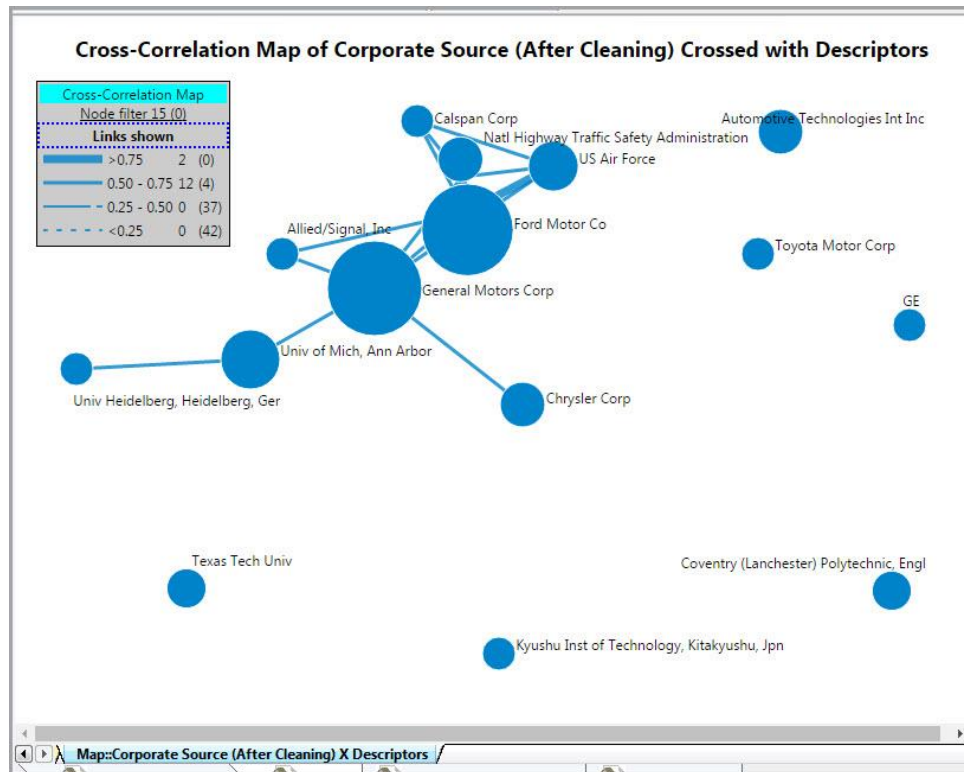 Cross-Correlation Map of Corporate Source (After Cleaning) Crossed with Descriptors
Cross-Correlation Map
Node filter 15 (0)
Links shown
>0.75 2 (0)
0.50 - 0.75 12 (4)
0.25 - 0.50 0 (37)
<0.25 0 (42)
Calspan Corp
Automotive Technologies Int Inc
Natl Highway Traffic Safety Administration
US Air Force
Allied/Signal, Inc
Ford Motor Co
Toyota Motor Corp
General Motors Corp
GE
Univ of Mich, Ann Arbor
Univ Heidelberg, Heidelberg, Ger
Chrysler Corp
Texas Tech Univ
Coventry (Lanchester) Polytechnic, Engl
Kyushu Inst of Technology, Kitakyushu, Jpn
Map::Corporate Source (After Cleaning) X Descriptors